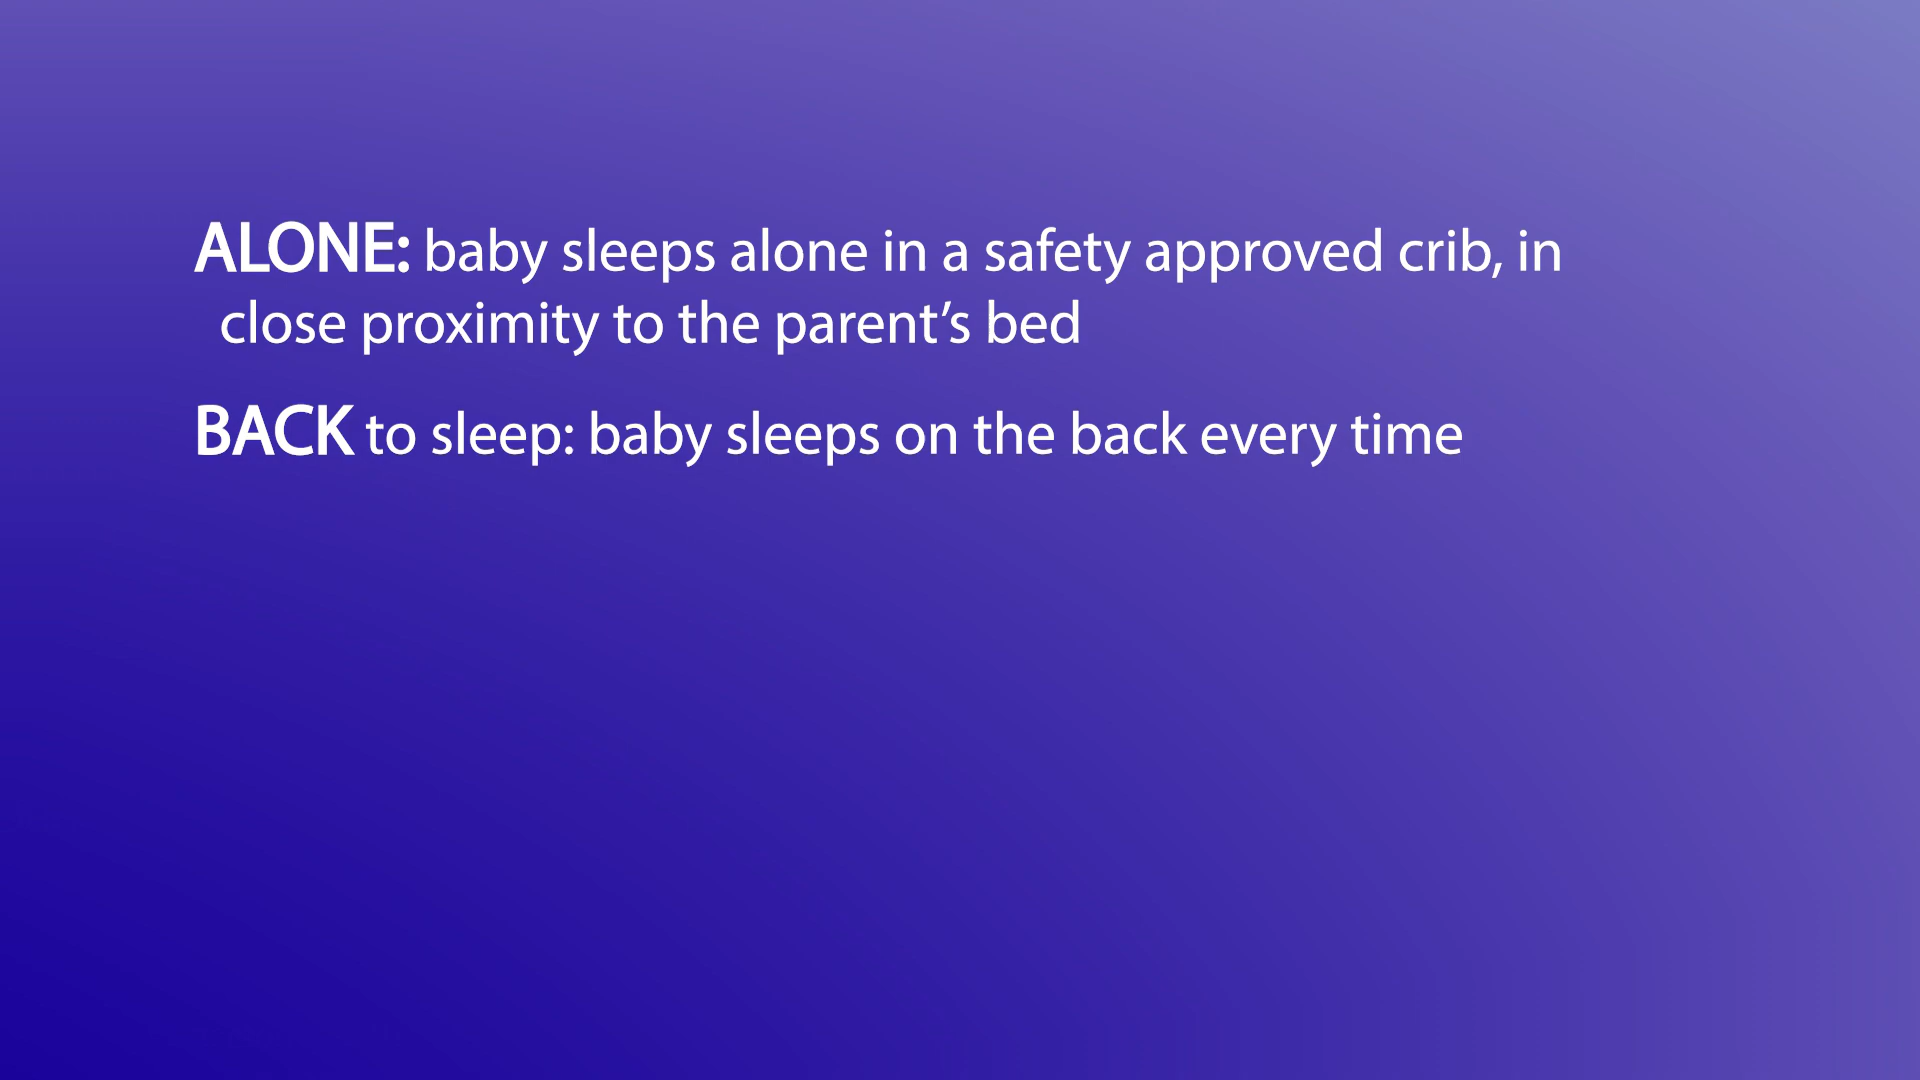 ALONE: baby sleeps alone in a safety approved crib, in
close proximity to the parent’s bed
BACK to sleep: baby sleeps on the back every time